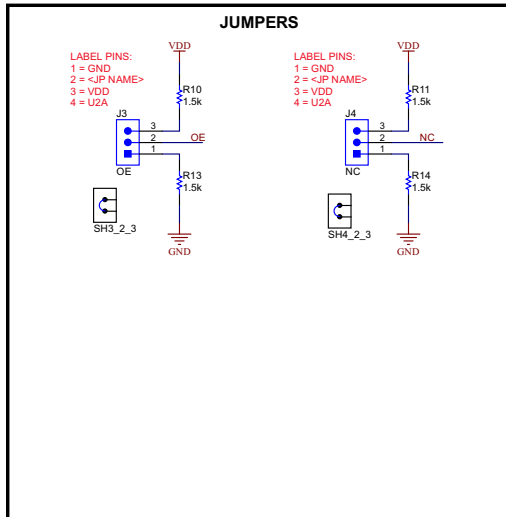 JUMPERS
LABEL PINS:
1 = GND
2 = <JP NAME>
3 = VDD
4 = U2A
VDD
R10
1.5k
J3
3
2
1
OE
OE
R13
1.5k
SH3_2_3
GND
LABEL PINS:
1 = GND
2 = <JP NAME>
3 = VDD
4 = U2A
VDD
R11
1.5k
J4
3
2
1
NC
NC
R14
1.5k
SH4_2_3
GND